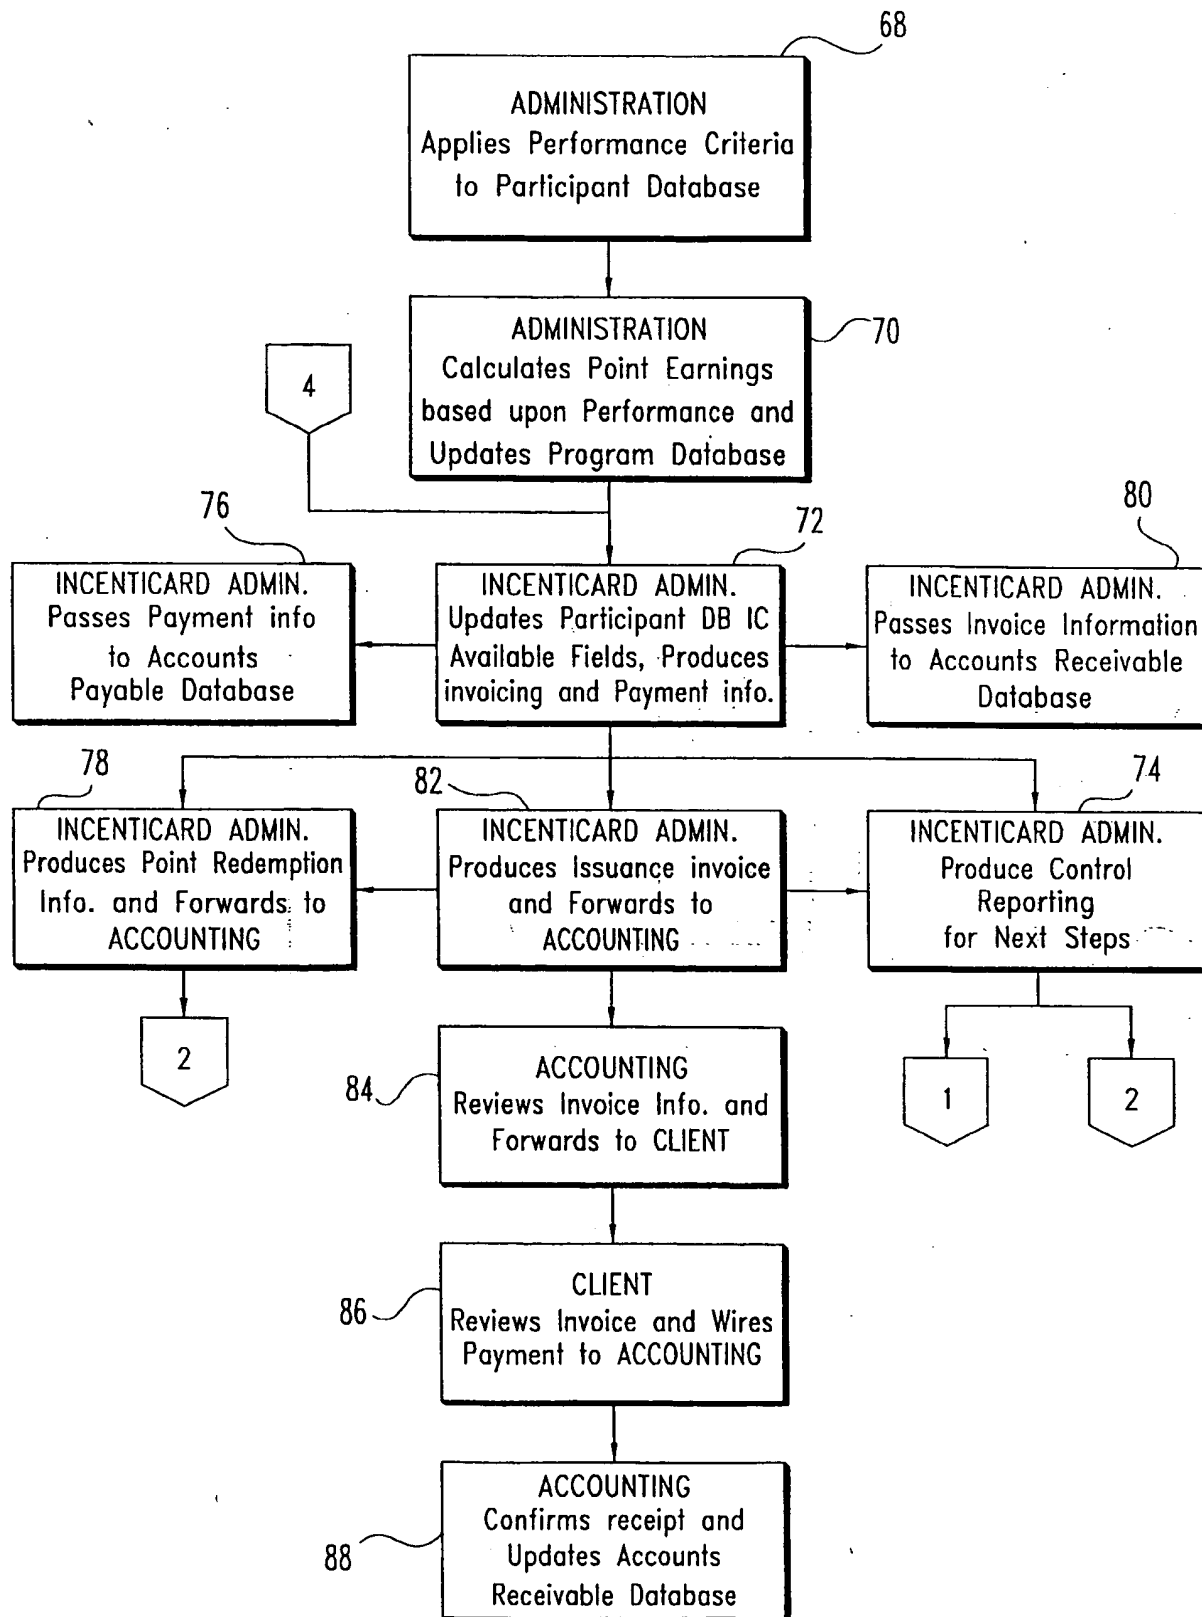 68
ADMINISTRATION
Applies Performance Criteria
to Participant Database
70
ADMINISTRATION
Calculates Point Earnings
based upon Performance and
Updates Program Database
4
76
INCENTICARD ADMIN.
Passes Payment info
to Accounts
Payable Database
72
INCENTICARD ADMIN.
Updates Participant DB IC
Available Fields, Produces
invoicing and Payment info.
80
INCENTICARD ADMIN.
Passes Invoice Information
to Accounts Receivable
Database
78
INCENTICARD ADMIN.
Produces Point Redemption
Info. and Forwards to
ACCOUNTING
82
INCENTICARD ADMIN.
Produces Issuance invoice
and Forwards to
ACCOUNTING
74
INCENTICARD ADMIN.
Produce Control
Reporting
for Next Steps
2
84
ACCOUNTING
Reviews Invoice Info. and
Forwards to CLIENT
1
2
86
CLIENT
Reviews Invoice and Wires
Payment to ACCOUNTING
88
ACCOUNTING
Confirms receipt and
Updates Accounts
Receivable Database